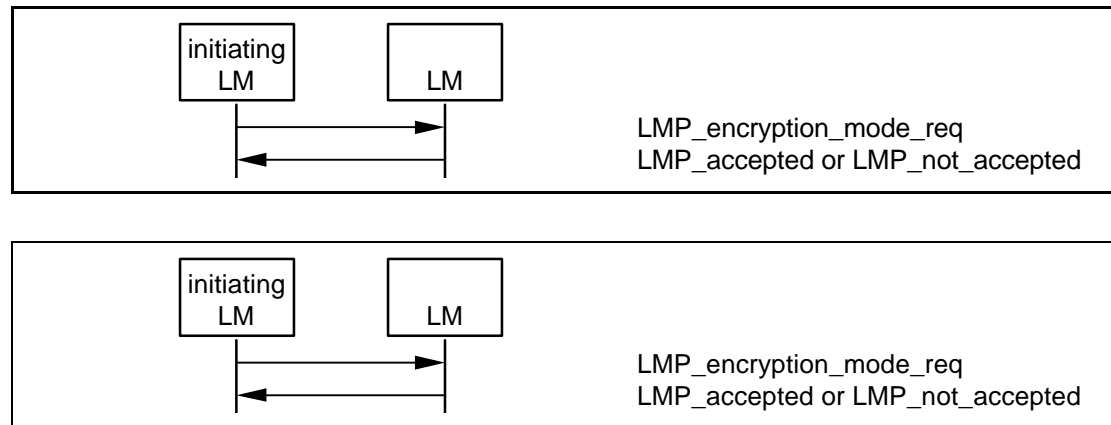 initiating
LM
LM
LMP_encryption_mode_req
LMP_accepted or LMP_not_accepted
initiating
LM
LM
LMP_encryption_mode_req
LMP_accepted or LMP_not_accepted